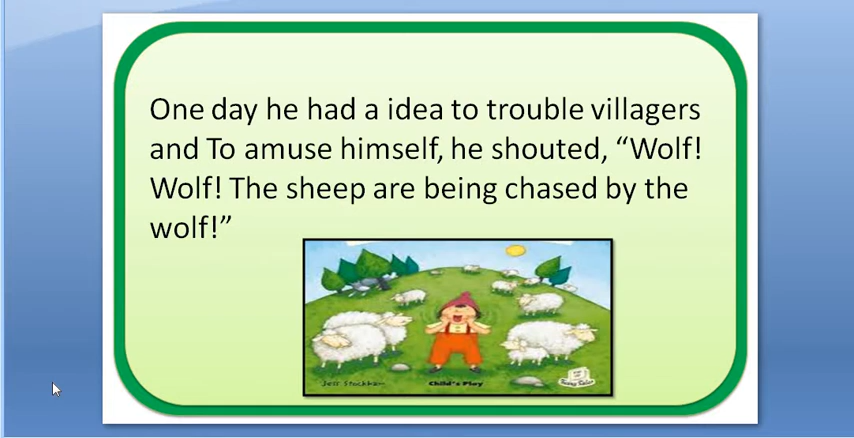 One day he had a idea to trouble villagers
and To amuse himself, he shouted, “Wolf!
Wolf! The sheep are being chased by the
wolf!”
Jess Stockham
Child's Play